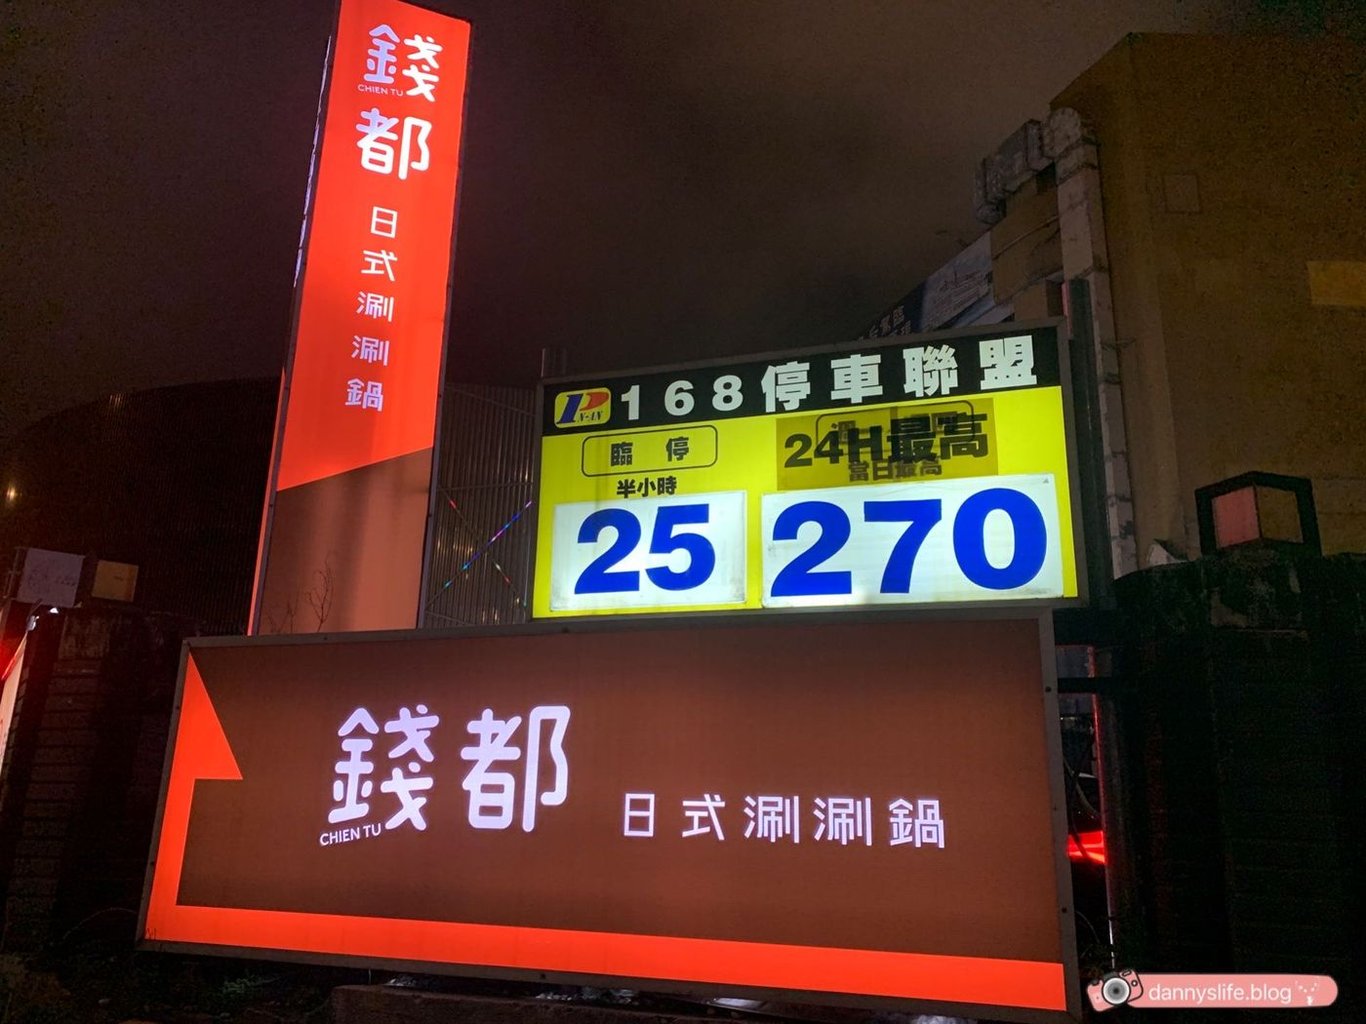 錢都
CHIEN TU
日式涮涮鍋
168停車聯盟
臨停
半小時
25
24H最高
當日最高
270
錢都
CHIEN TU
日式涮涮鍋
dannyslife.blog